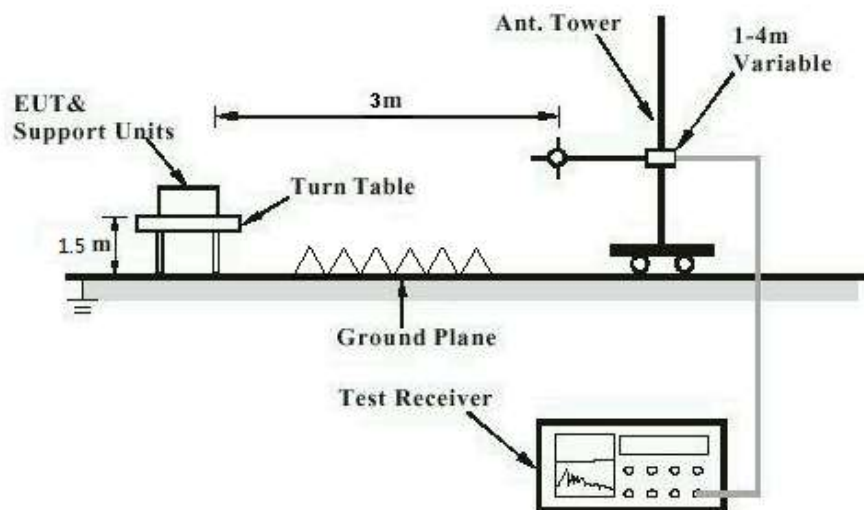 Ant. Tower
1-4m
Variable
EUT&
Support Units
3m
Turn Table
1.5 m
Ground Plane
Test Receiver